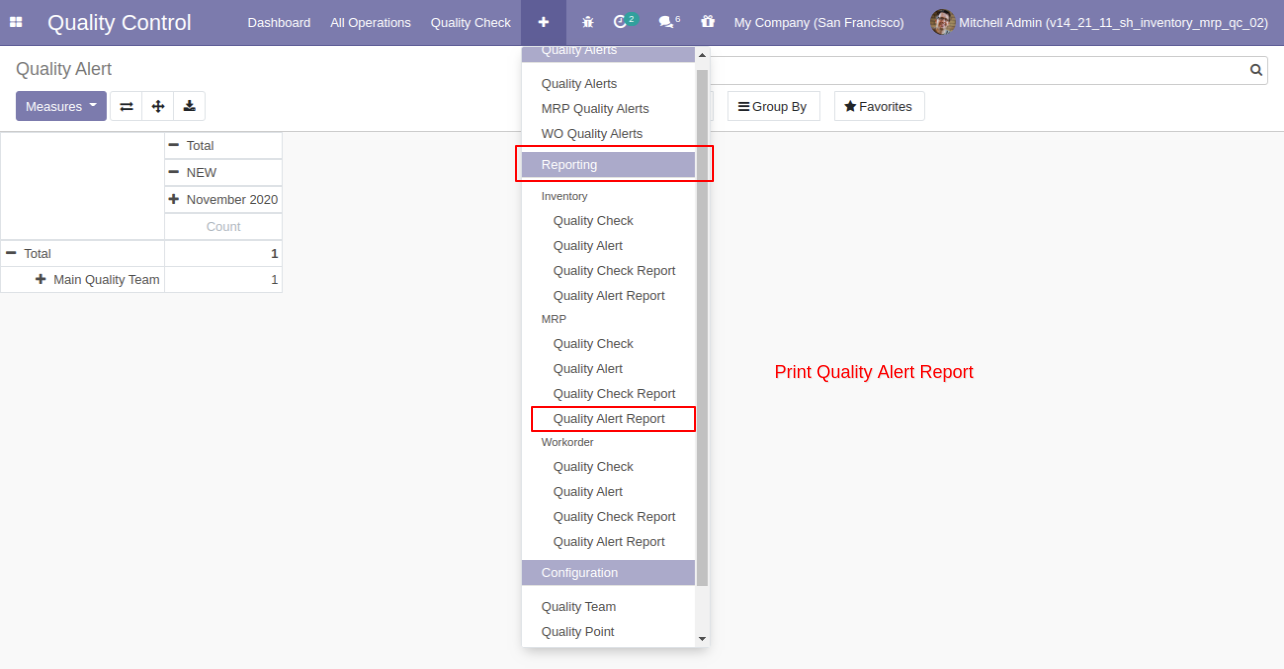 Quality Control
Dashboard
All Operations
Quality Check
2
6
My Company (San Francisco)
Mitchell Admin (v14_21_11_sh_inventory_mrp_qc_02)
Quality Alert
Measures
Group By
Favorites
Total
NEW
November 2020
Count
Total 1
Main Quality Team 1
Quality Alerts
Quality Alerts
MRP Quality Alerts
WO Quality Alerts
Reporting
Inventory
Quality Check
Quality Alert
Quality Check Report
Quality Alert Report
MRP
Quality Check
Quality Alert
Quality Check Report
Quality Alert Report
Workorder
Quality Check
Quality Alert
Quality Check Report
Quality Alert Report
Configuration
Quality Team
Quality Point
Print Quality Alert Report